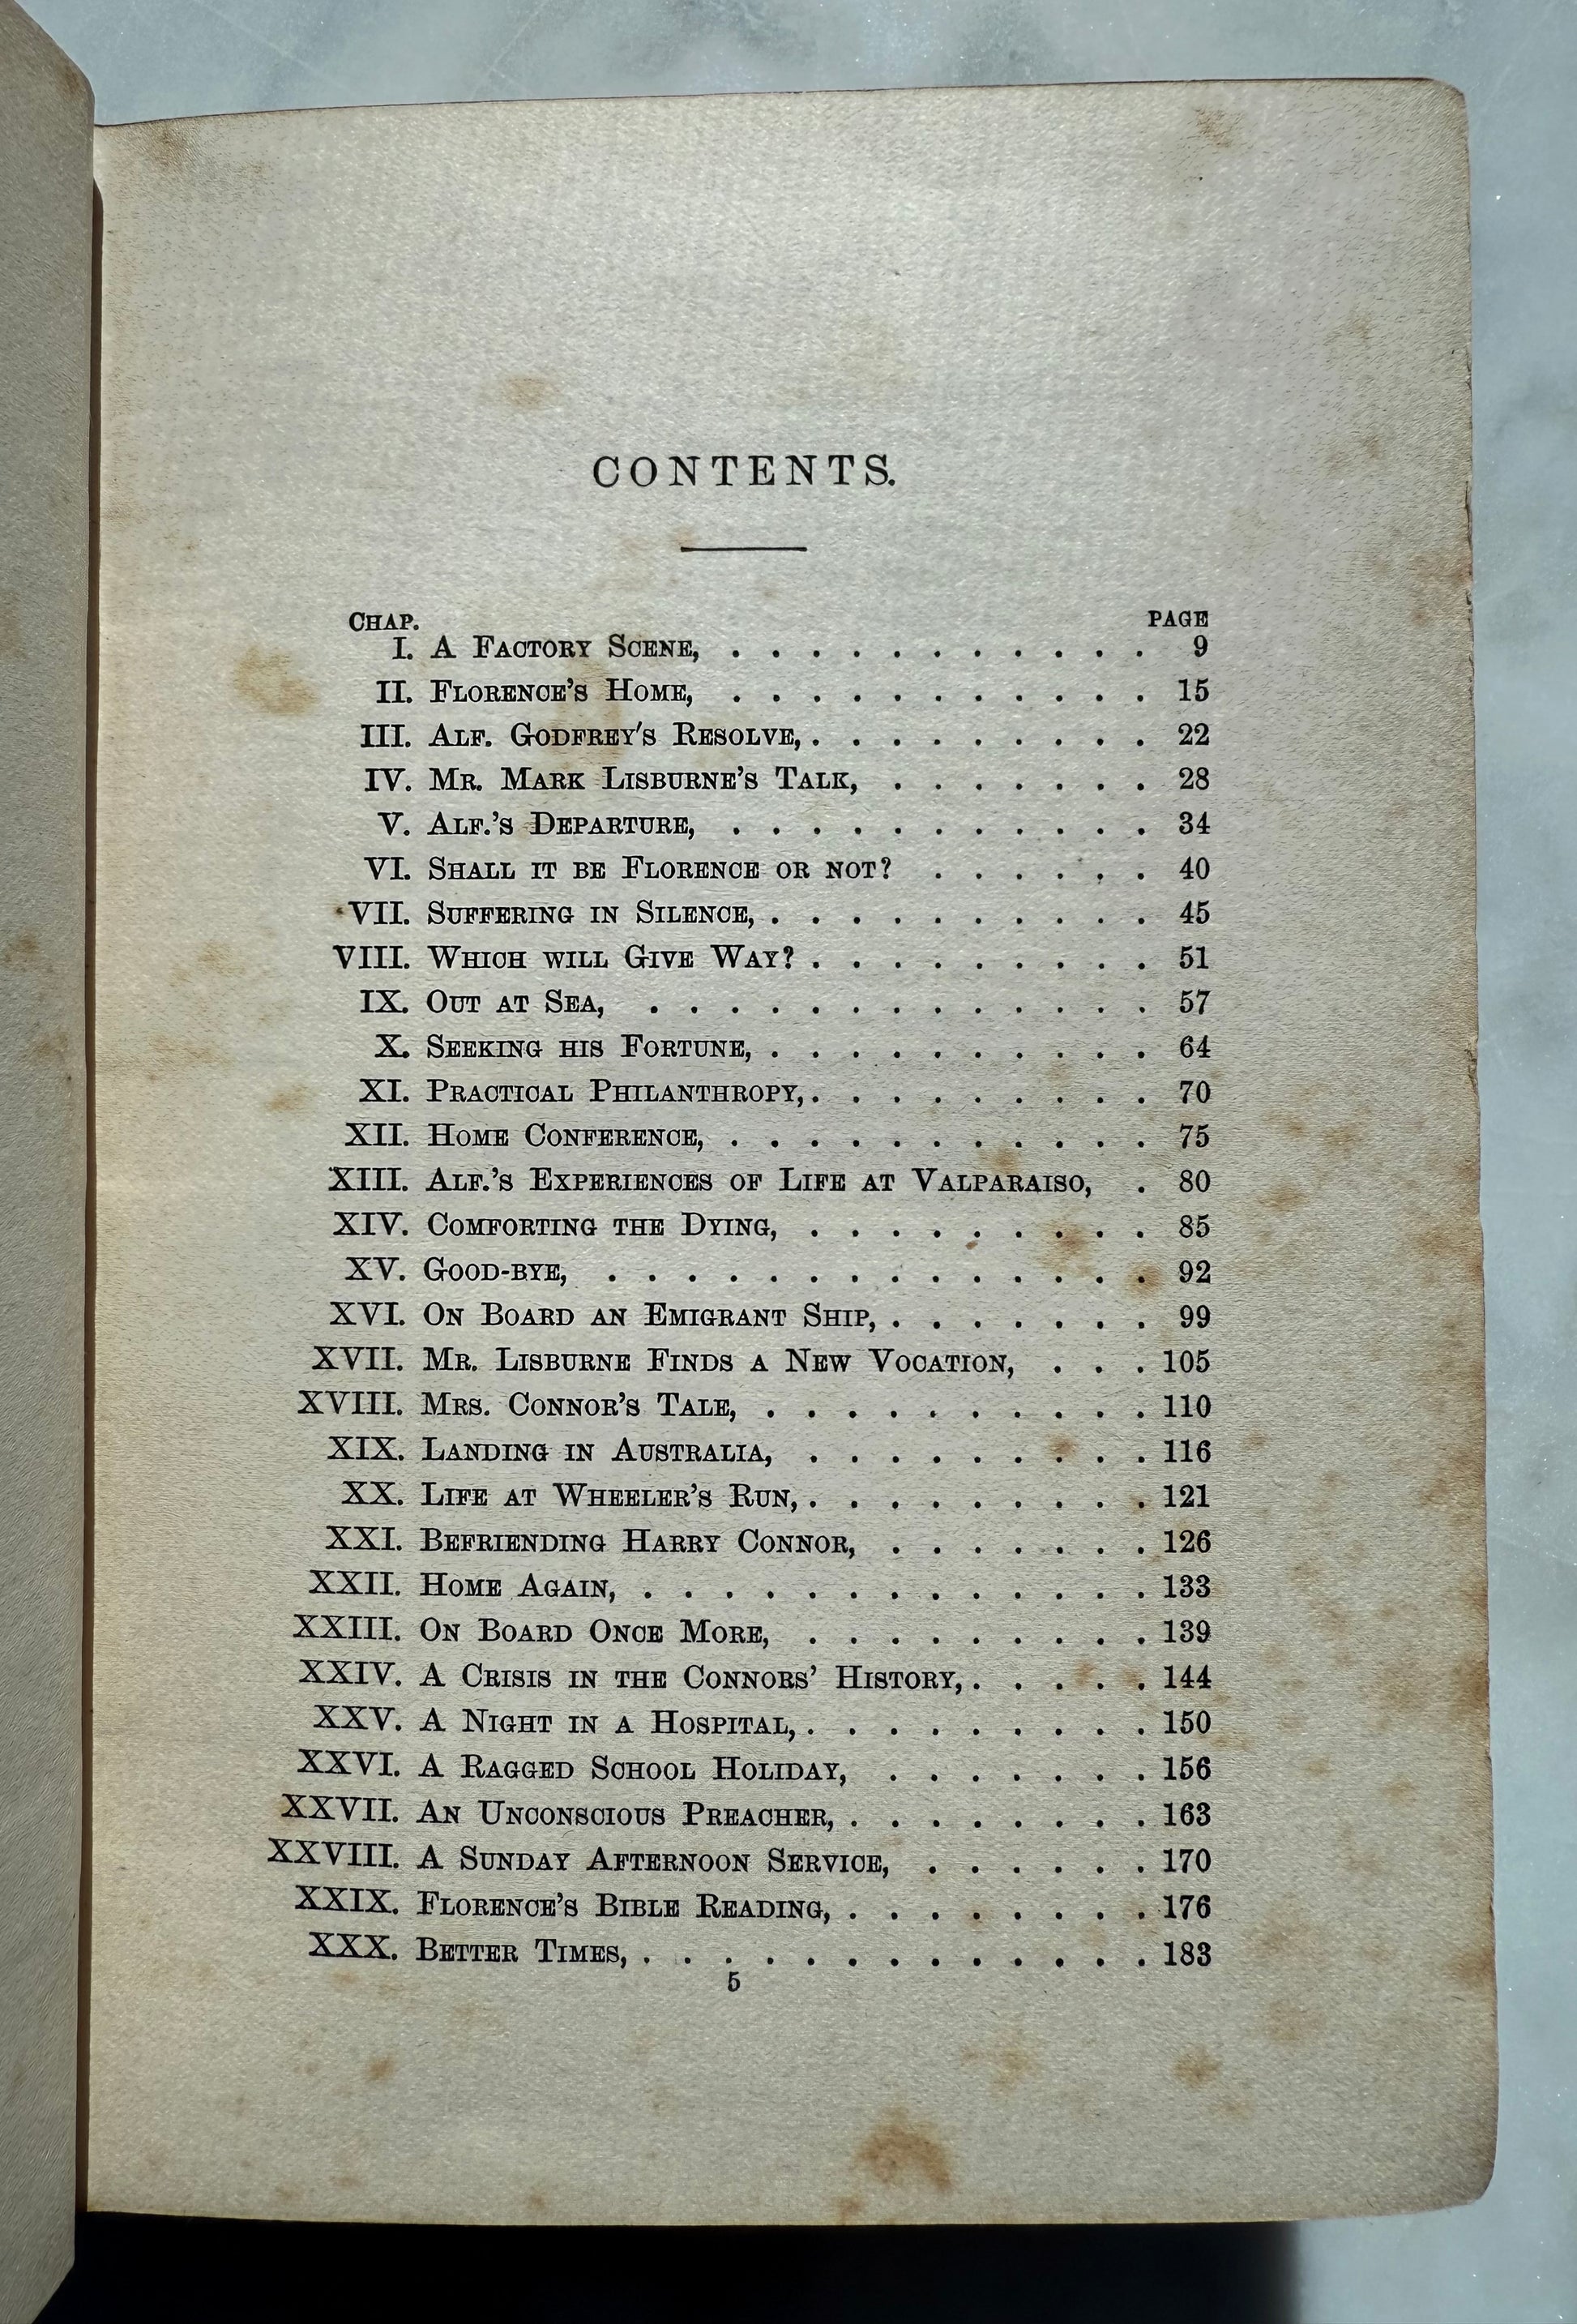 CONTENTS.
CHAP. PAGE
I. A FACTORY SCENE, . . . . . . . . . . . 9
II. FLORENCE'S HOME, . . . . . . . . . . . 15
III. ALF. GODFREY'S RESOLVE, . . . . . . . . . 22
IV. MR. MARK LISBURNE'S TALK, . . . . . . . 28
V. ALF.'S DEPARTURE, . . . . . . . . . . . 34
VI. SHALL IT BE FLORENCE OR NOT? . . . . . . 40
VII. SUFFERING IN SILENCE, . . . . . . . . . . 45
VIII. WHICH WILL GIVE WAY? . . . . . . . . . 51
IX. OUT AT SEA, . . . . . . . . . . . . . 57
X. SEEKING HIS FORTUNE, . . . . . . . . . . 64
XI. PRACTICAL PHILANTHROPY, . . . . . . . . . 70
XII. HOME CONFERENCE, . . . . . . . . . . . 75
XIII. ALF.'S EXPERIENCES OF LIFE AT VALPARAISO, . 80
XIV. COMFORTING THE DYING, . . . . . . . . . 85
XV. GOOD-BYE, . . . . . . . . . . . . . . 92
XVI. ON BOARD AN EMIGRANT SHIP, . . . . . . . 99
XVII. MR. LISBURNE FINDS A NEW VOCATION, . . . 105
XVIII. MRS. CONNOR'S TALE, . . . . . . . . . . 110
XIX. LANDING IN AUSTRALIA, . . . . . . . . . 116
XX. LIFE AT WHEELER'S RUN, . . . . . . . . . 121
XXI. BEFRIENDING HARRY CONNOR, . . . . . . . 126
XXII. HOME AGAIN, . . . . . . . . . . . . . 133
XXIII. ON BOARD ONCE MORE, . . . . . . . . . 139
XXIV. A CRISIS IN THE CONNORS' HISTORY, . . . . . 144
XXV. A NIGHT IN A HOSPITAL, . . . . . . . . . 150
XXVI. A RAGGED SCHOOL HOLIDAY, . . . . . . . 156
XXVII. AN UNCONSCIOUS PREACHER, . . . . . . . . 163
XXVIII. A SUNDAY AFTERNOON SERVICE, . . . . . . 170
XXIX. FLORENCE'S BIBLE READING, . . . . . . . . 176
XXX. BETTER TIMES, . . . . . . . . . . . . . 183
5